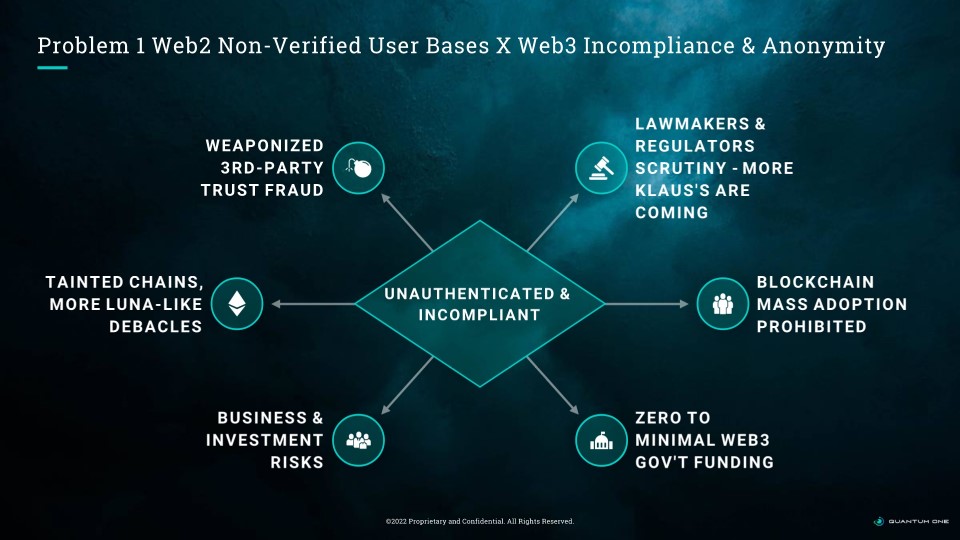 Problem 1 Web2 Non-Verified User Bases X Web3 Incompliance & Anonymity
WEAPONIZED
3RD-PARTY
TRUST FRAUD
LAWMAKERS &
REGULATORS
SCRUTINY - MORE
KLAUS'S ARE
COMING
TAINTED CHAINS,
MORE LUNA-LIKE
DEBACLES
UNAUTHENTICATED &
INCOMPLIANT
BLOCKCHAIN
MASS ADOPTION
PROHIBITED
BUSINESS &
INVESTMENT
RISKS
ZERO TO
MINIMAL WEB3
GOV'T FUNDING
©2022 Proprietary and Confidential. All Rights Reserved.
QUANTUM ONE